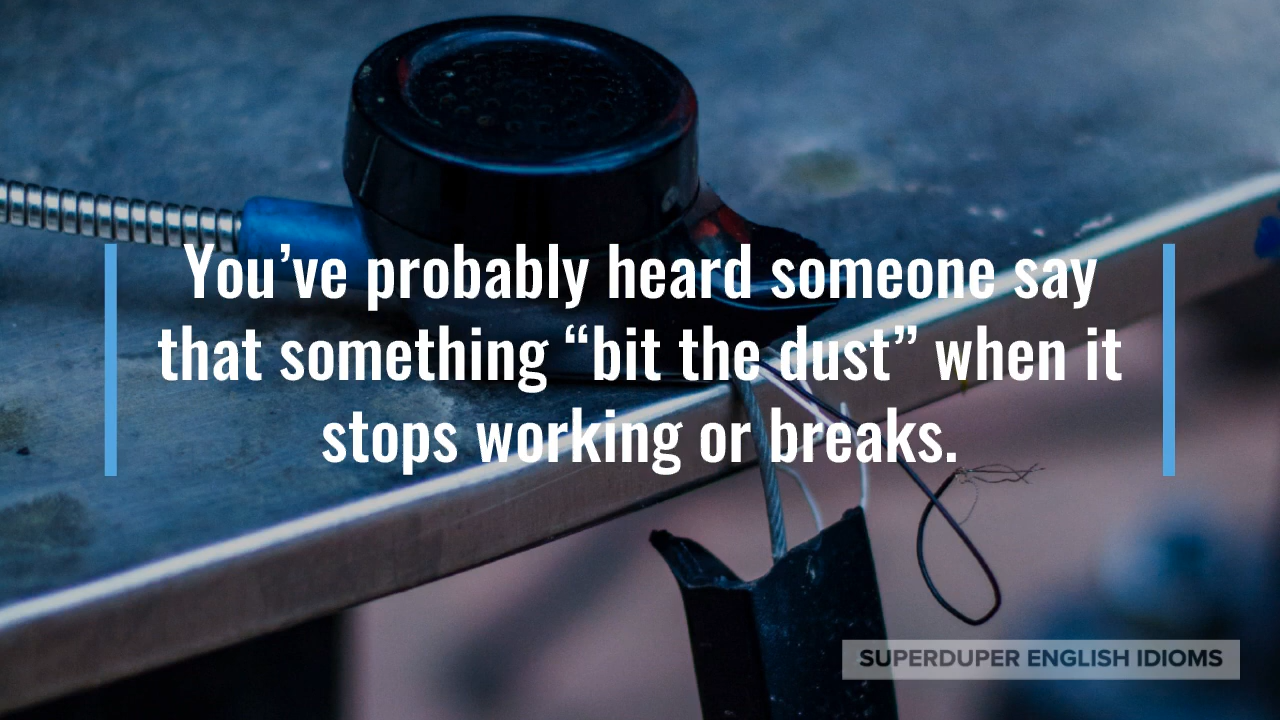 You’ve probably heard someone say
that something “bit the dust” when it
stops working or breaks.
SUPERDUPER ENGLISH IDIOMS